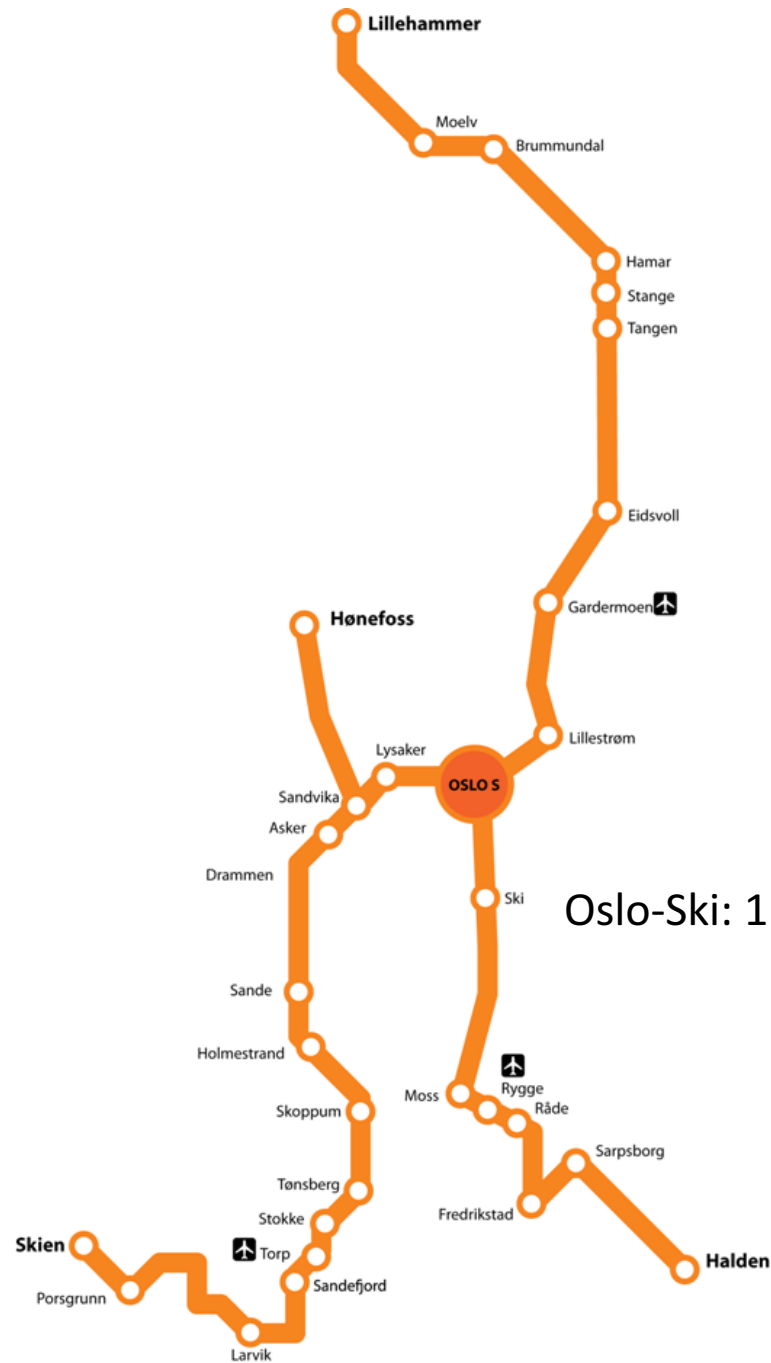 Lillehammer
Moelv
Brummundal
Hamar
Stange
Tangen
Eidsvoll
Gardermoen
Hønefoss
Lillestrøm
Lysaker
OSLO S
Sandvika
Asker
Drammen
Ski
Oslo-Ski: 1
Sande
Holmestrand
Rygge
Moss
Råde
Skoppum
Sarpsborg
Tønsberg
Fredrikstad
Stokke
Skien
Torp
Halden
Sandefjord
Porsgrunn
Larvik